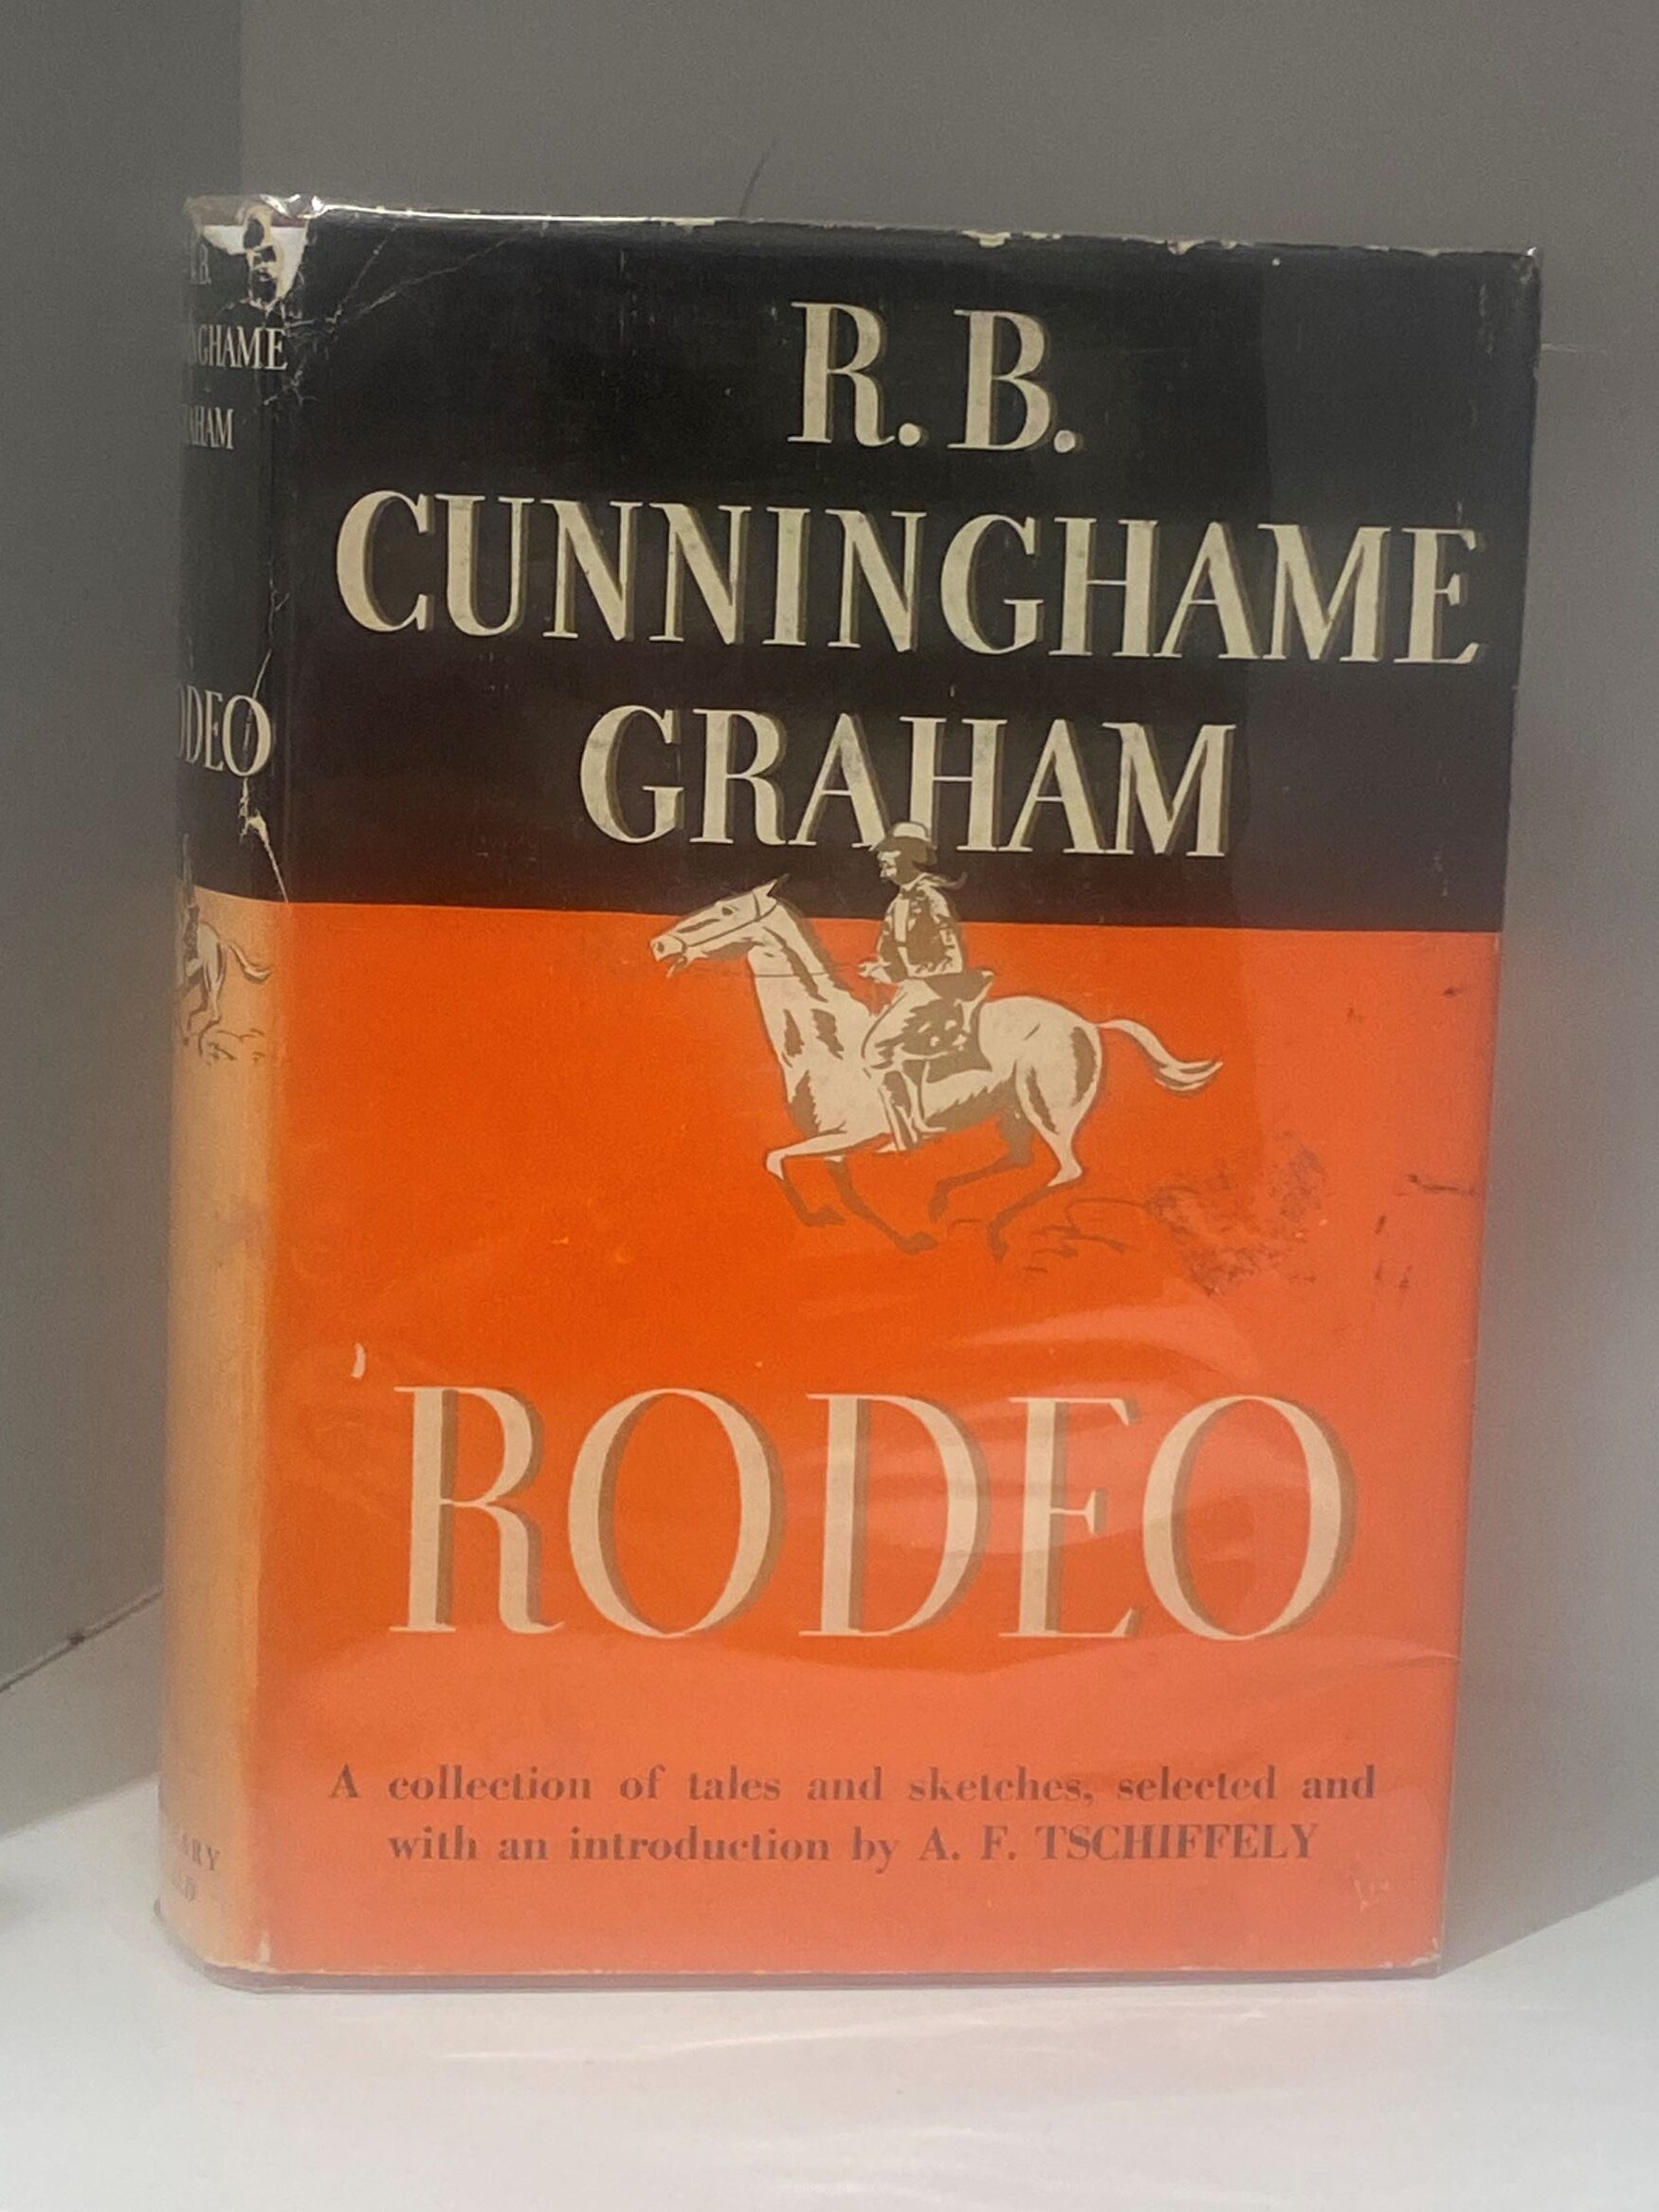 R. B.
CUNNINGHAME
GRAHAM
RODEO
A collection of tales and sketches, selected and
with an introduction by A. F. TSCHIFFELY